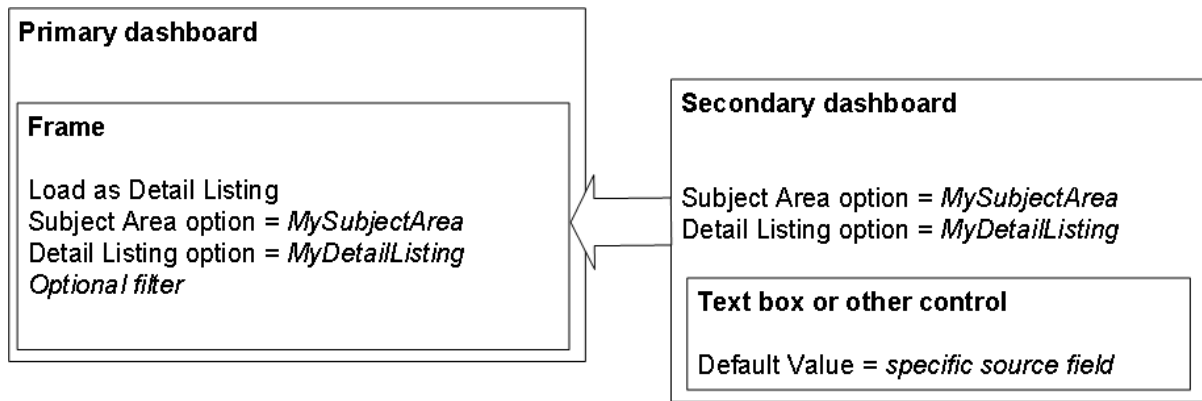 Primary dashboard
Frame
Load as Detail Listing
Subject Area option = MySubjectArea
Detail Listing option = MyDetailListing
Optional filter
Secondary dashboard
Subject Area option = MySubjectArea
Detail Listing option = MyDetailListing
Text box or other control
Default Value = specific source field